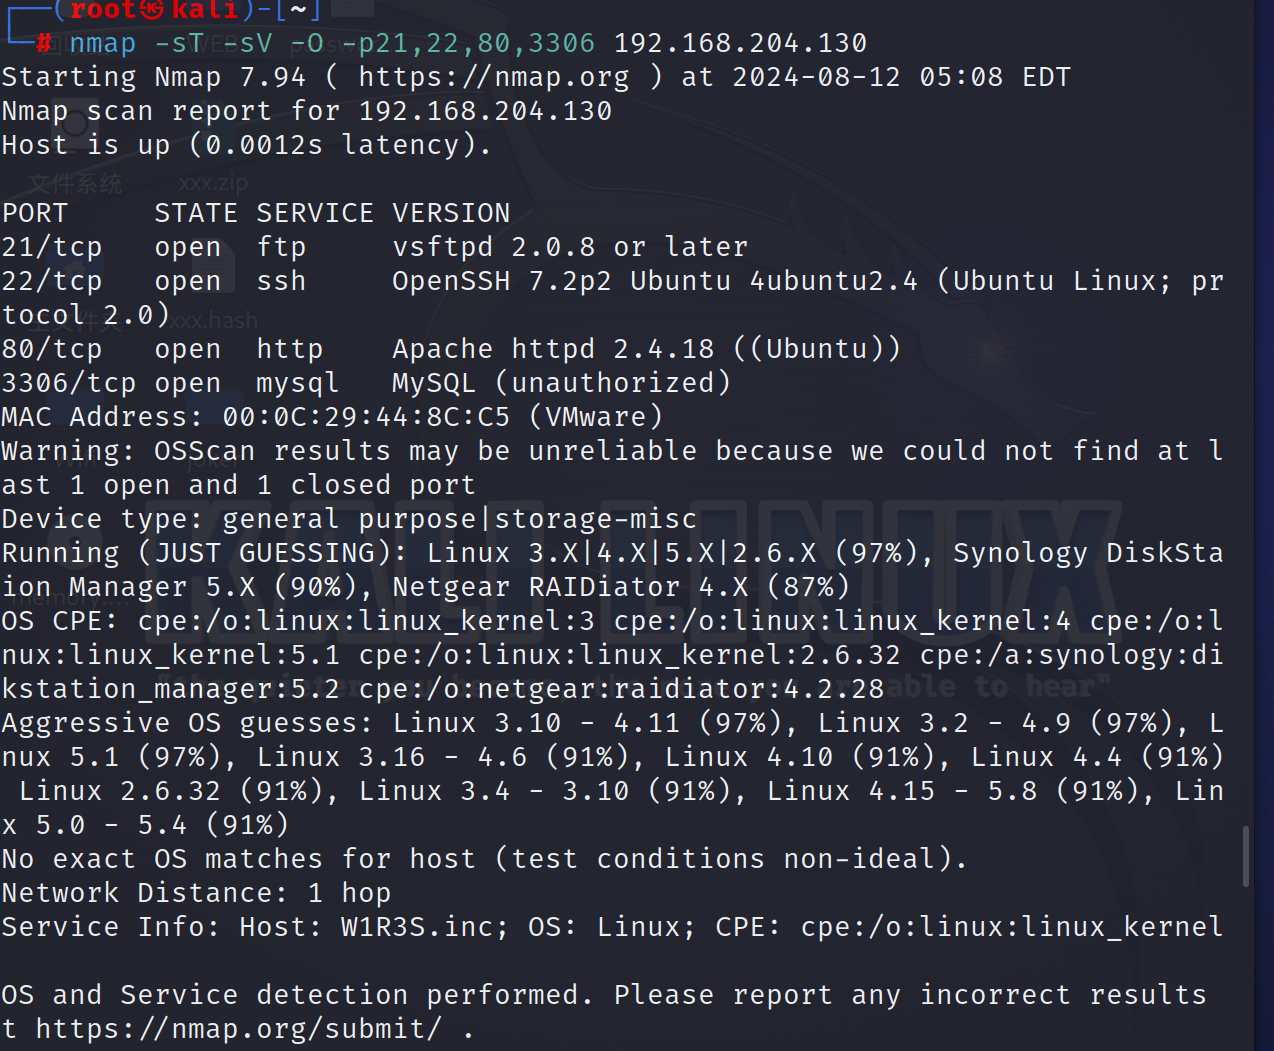 ┌──(root㉿kali)-[~]
└─# nmap -sT -sV -O -p21,22,80,3306 192.168.204.130
Starting Nmap 7.94 ( https://nmap.org ) at 2024-08-12 05:08 EDT
Nmap scan report for 192.168.204.130
Host is up (0.0012s latency).
文件系统 xxx.zip
PORT     STATE SERVICE VERSION
21/tcp   open  ftp     vsftpd 2.0.8 or later
22/tcp   open  ssh     OpenSSH 7.2p2 Ubuntu 4ubuntu2.4 (Ubuntu Linux; pr
tocol 2.0)
xxx.hash
80/tcp   open  http    Apache httpd 2.4.18 ((Ubuntu))
3306/tcp open  mysql   MySQL (unauthorized)
MAC Address: 00:0C:29:44:8C:C5 (VMware)
Warning: OSScan results may be unreliable because we could not find at l
ast 1 open and 1 closed port
Device type: general purpose|storage-misc
Running (JUST GUESSING): Linux 3.X|4.X|5.X|2.6.X (97%), Synology DiskSta
ion Manager 5.X (90%), Netgear RAIDiator 4.X (87%)
KALI LINUX
OS CPE: cpe:/o:linux:linux_kernel:3 cpe:/o:linux:linux_kernel:4 cpe:/o:l
nux:linux_kernel:5.1 cpe:/o:linux:linux_kernel:2.6.32 cpe:/a:synology:di
kstation_manager:5.2 cpe:/o:netgear:raidiator:4.2.28
able to hear"
Aggressive OS guesses: Linux 3.10 - 4.11 (97%), Linux 3.2 - 4.9 (97%), L
nux 5.1 (97%), Linux 3.16 - 4.6 (91%), Linux 4.10 (91%), Linux 4.4 (91%)
 Linux 2.6.32 (91%), Linux 3.4 - 3.10 (91%), Linux 4.15 - 5.8 (91%), Lin
x 5.0 - 5.4 (91%)
No exact OS matches for host (test conditions non-ideal).
Network Distance: 1 hop
Service Info: Host: W1R3S.inc; OS: Linux; CPE: cpe:/o:linux:linux_kernel
OS and Service detection performed. Please report any incorrect results
t https://nmap.org/submit/ .